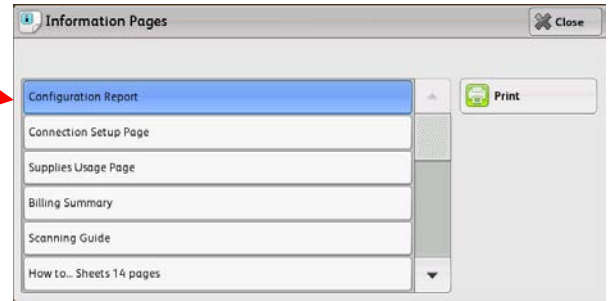 Information Pages
Close
Configuration Report
Print
Connection Setup Page
Supplies Usage Page
Billing Summary
Scanning Guide
How to... Sheets 14 pages